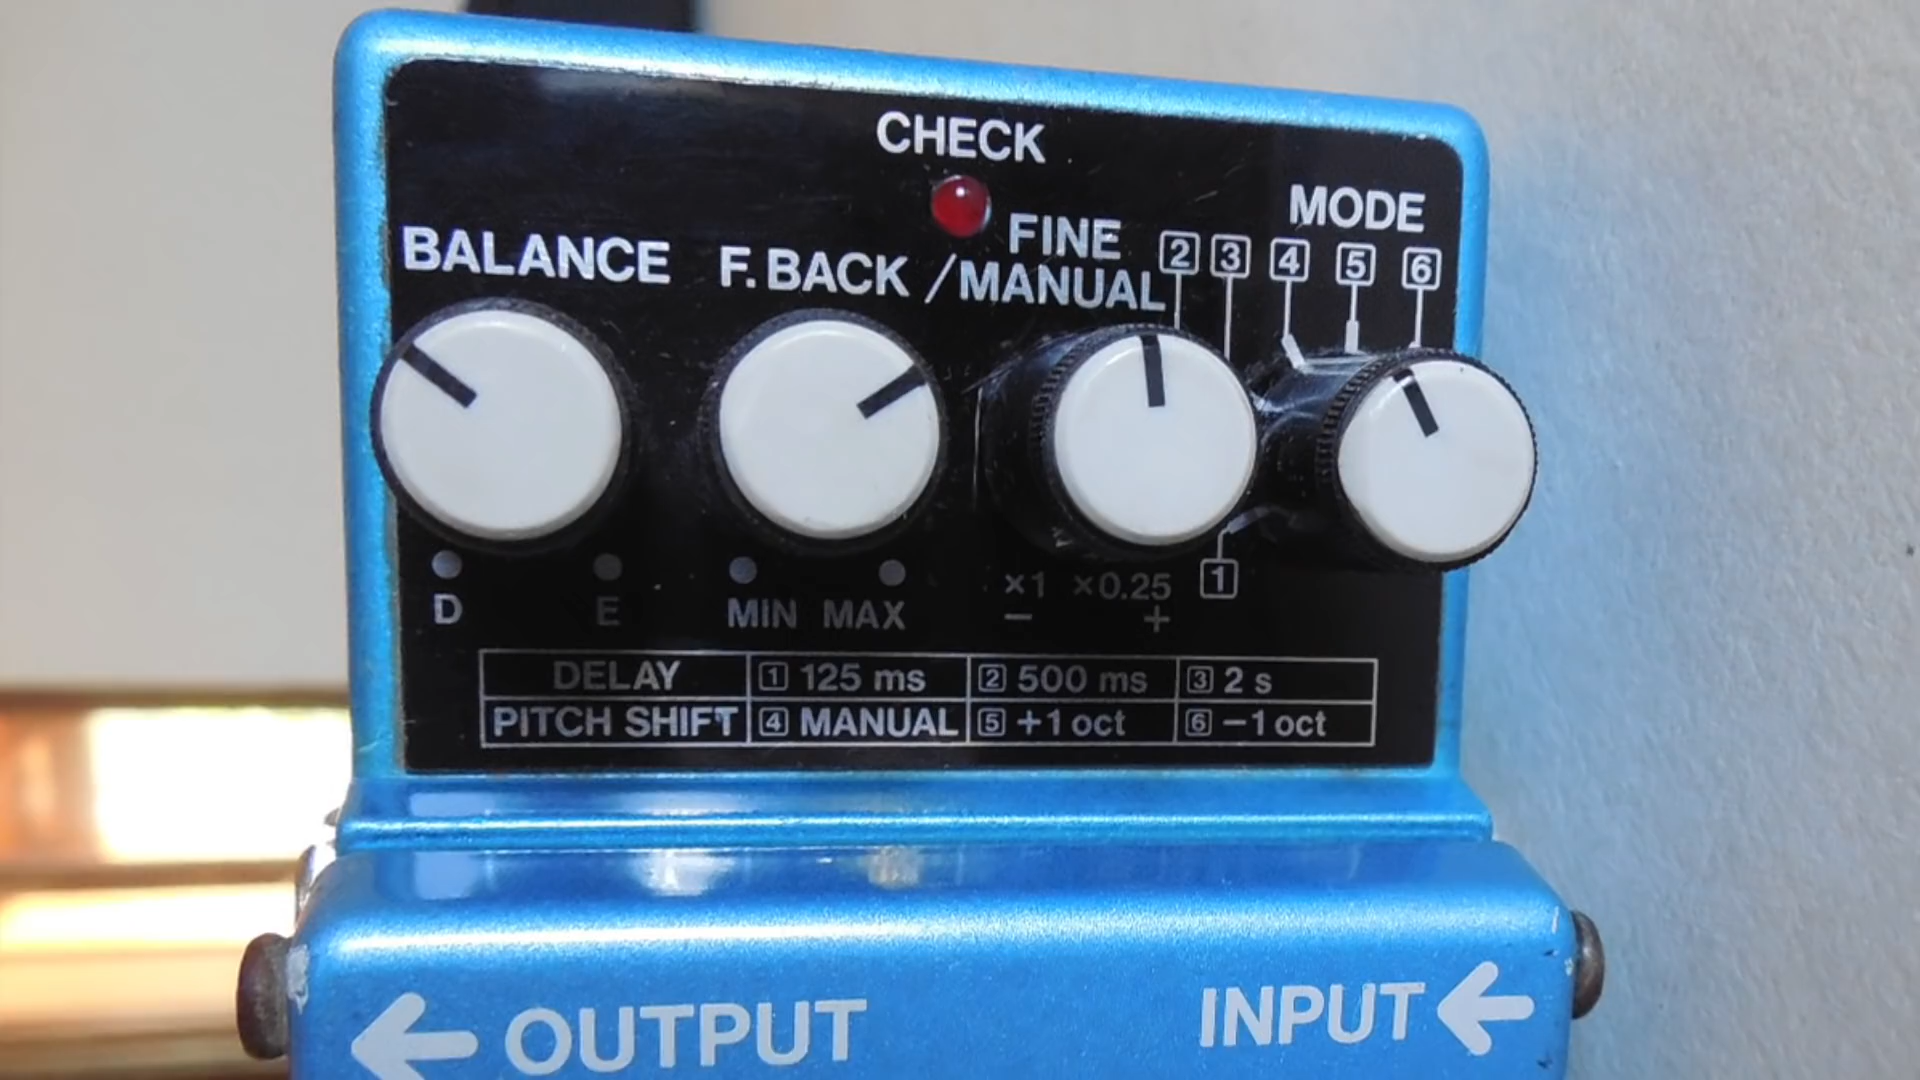 CHECK
MODE
BALANCE
F.BACK
FINE
/MANUAL
2 3 4 5 6
1
D E
MIN MAX
×1 ×0.25
− +
DELAY 1 125 ms 2 500 ms 3 2 s
PITCH SHIFT 4 MANUAL 5 +1 oct 6 −1 oct
← OUTPUT
INPUT ←